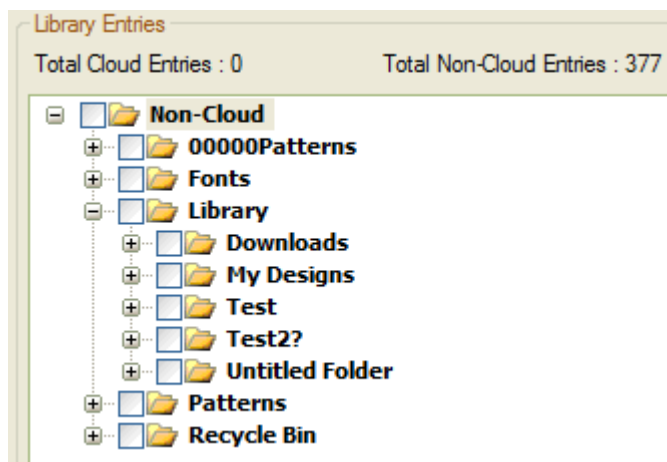 Library Entries
Total Cloud Entries : 0 Total Non-Cloud Entries : 377
Non-Cloud
00000Patterns
Fonts
Library
Downloads
My Designs
Test
Test2?
Untitled Folder
Patterns
Recycle Bin